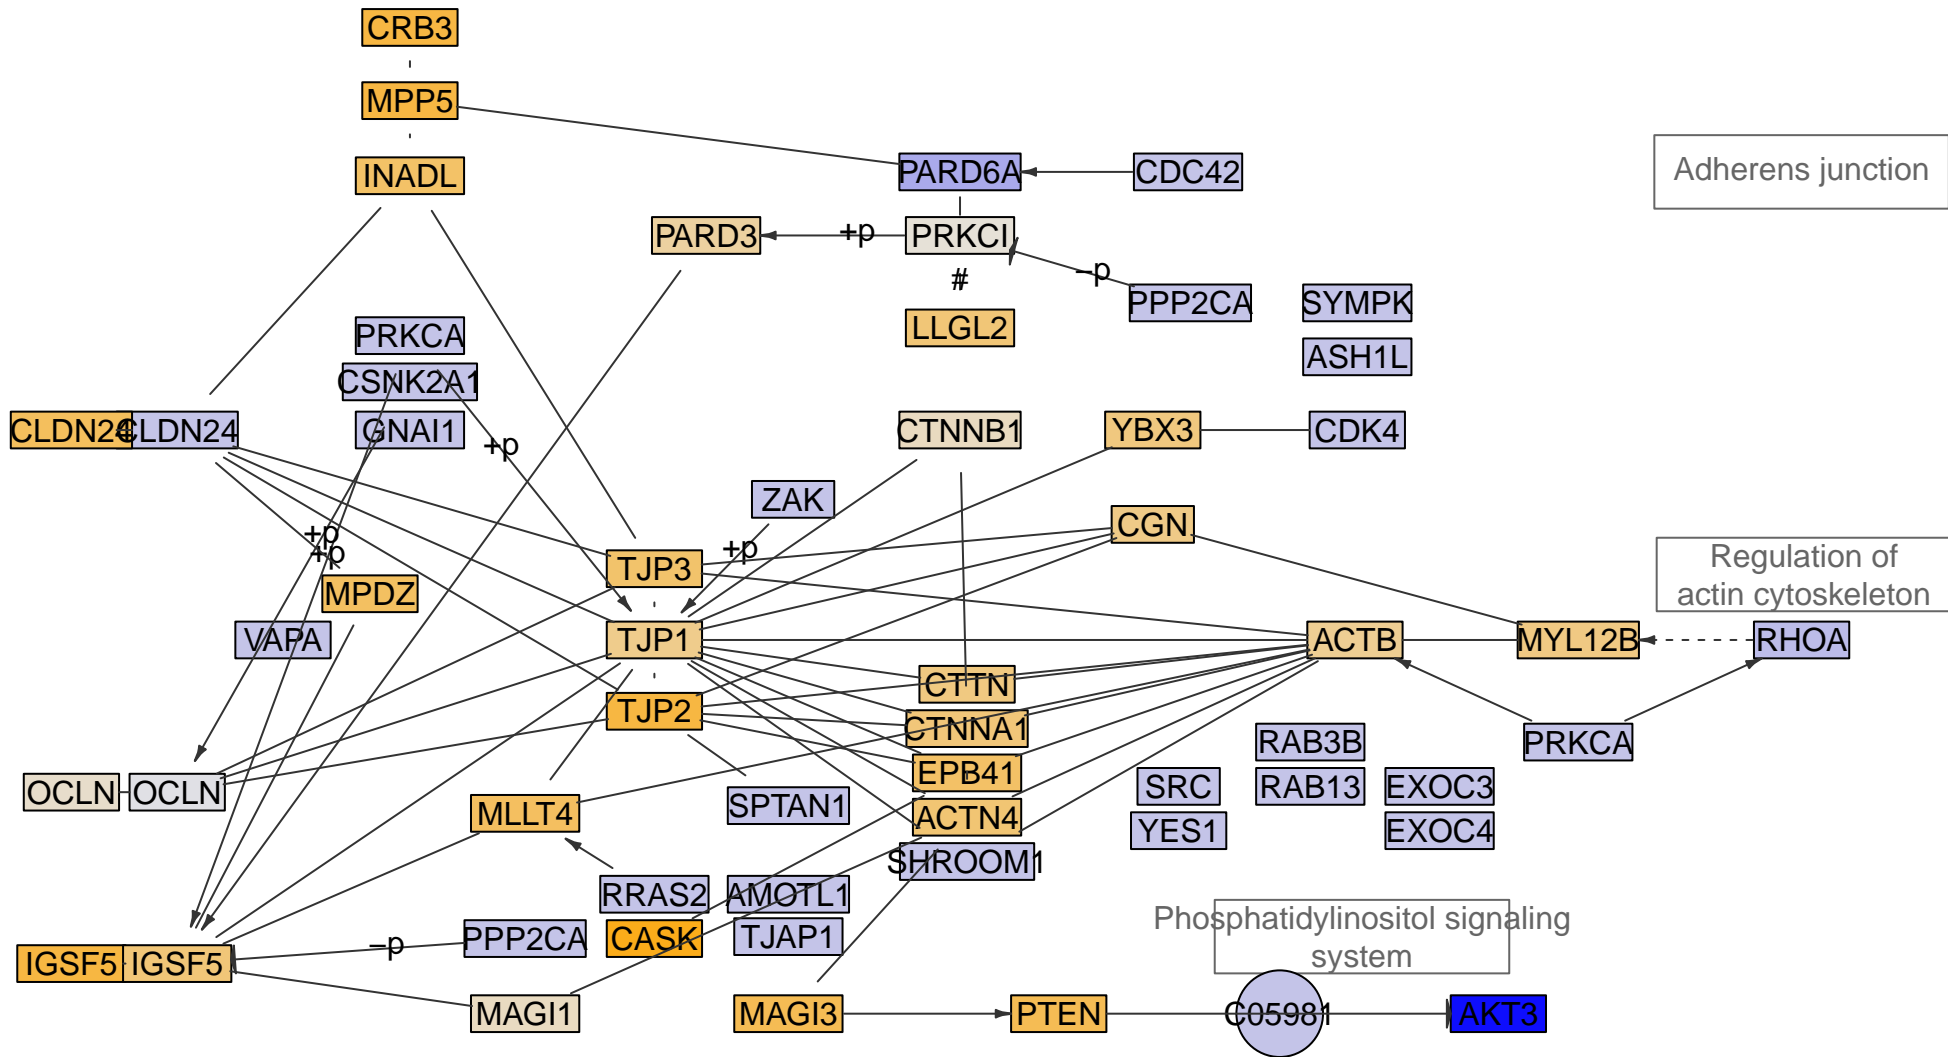 CRB3
MPP5
INADL
PARD6A
CDC42
Adherens junction
PARD3
+p
PRKCI
−p
#
PPP2CA
SYMPK
PRKCA
LLGL2
ASH1L
CSNK2A1
CLDN24
CLDN24
GNAI1
+p
CTNNB1
YBX3
CDK4
ZAK
CGN
+p
+p
+p
TJP3
Regulation of
actin cytoskeleton
MPDZ
VAPA
TJP1
ACTB
MYL12B
RHOA
CTTN
TJP2
CTNNA1
RAB3B
PRKCA
EPB41
OCLN
OCLN
SRC
RAB13
EXOC3
MLLT4
SPTAN1
ACTN4
YES1
EXOC4
SHROOM1
RRAS2
AMOTL1
Phosphatidylinositol signaling
system
−p
PPP2CA
CASK
TJAP1
IGSF5
IGSF5
MAGI1
MAGI3
PTEN
C05981
AKT3